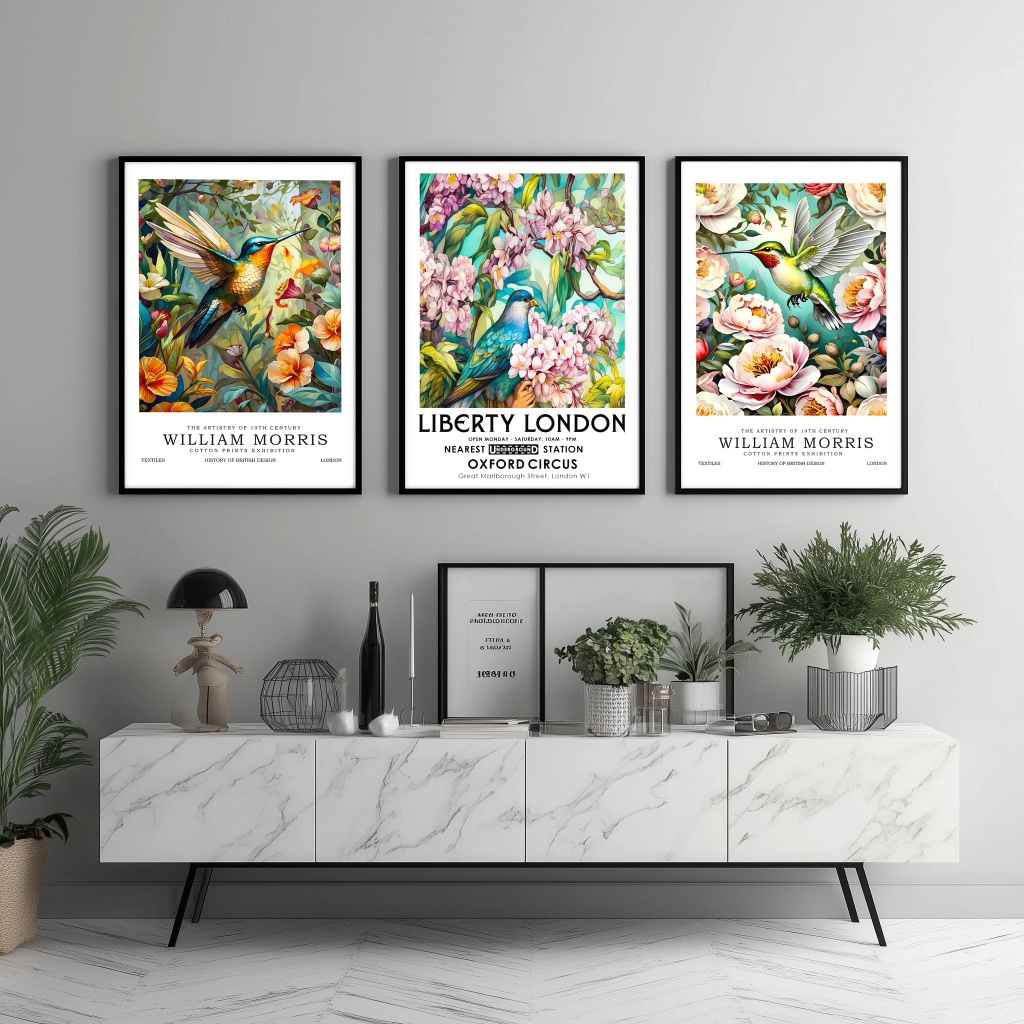 THE ARTISTRY OF 19TH CENTURY
WILLIAM MORRIS
COTTON PRINTS EXHIBITION
TEXTILES HISTORY OF BRITISH DESIGN LONDON
LIBERTY LONDON
OPEN MONDAY - SATURDAY: 10AM - 9PM
NEAREST UNDERGROUND STATION
OXFORD CIRCUS
Great Marlborough Street, London W1
THE ARTISTRY OF 19TH CENTURY
WILLIAM MORRIS
COTTON PRINTS EXHIBITION
TEXTILES HISTORY OF BRITISH DESIGN LONDON